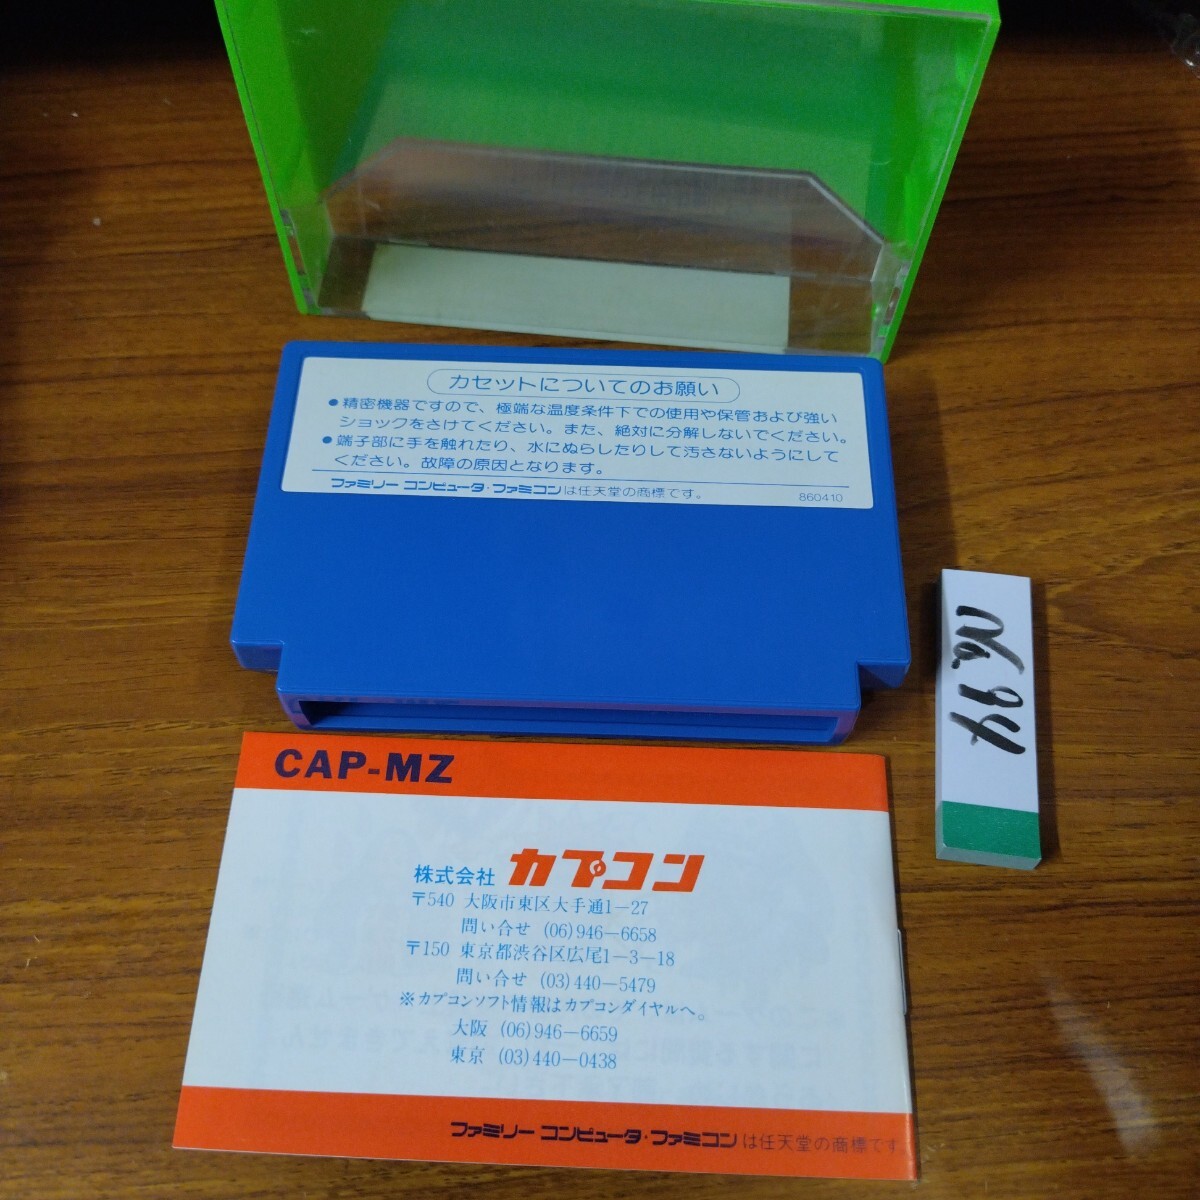 カセットについてのお願い
●精密機器ですので、極端な温度条件下での使用や保管および強い
ショックをさけてください。また、絶対に分解しないでください。
●端子部に手を触れたり、水にぬらしたりして汚さないようにして
ください。故障の原因となります。
ファミリー コンピュータ・ファミコンは任天堂の商標です。 860410
No.94
CAP-MZ
株式会社 カプコン
〒540 大阪市東区大手通1―27
問い合せ (06)946―6658
〒150 東京都渋谷区広尾1―3―18
問い合せ (03)440―5479
※カプコンソフト情報はカプコンダイヤルへ。
大阪 (06)946―6659
東京 (03)440―0438
ファミリー コンピュータ・ファミコン は任天堂の商標です